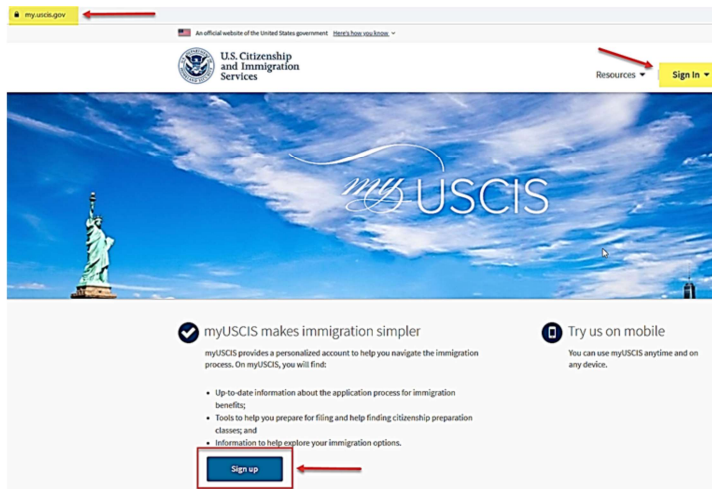 my.uscis.gov
An official website of the United States government Here's how you know
U.S. Citizenship
and Immigration
Services
Resources
Sign In
my USCIS
myUSCIS makes immigration simpler
myUSCIS provides a personalized account to help you navigate the immigration
process. On myUSCIS, you will find:
• Up-to-date information about the application process for immigration
benefits;
• Tools to help you prepare for filing and help finding citizenship preparation
classes; and
• Information to help explore your immigration options.
Sign up
Try us on mobile
You can use myUSCIS anytime and on
any device.